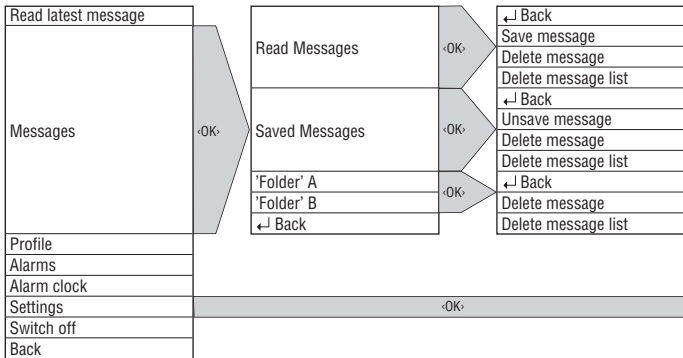 Read latest message
Messages
‹OK›
Read Messages
‹OK›
↵ Back
Save message
Delete message
Delete message list
Saved Messages
‹OK›
↵ Back
Unsave message
Delete message
Delete message list
'Folder' A
'Folder' B
‹OK›
↵ Back
Delete message
Delete message list
↵ Back
Profile
Alarms
Alarm clock
Settings
‹OK›
Switch off
Back